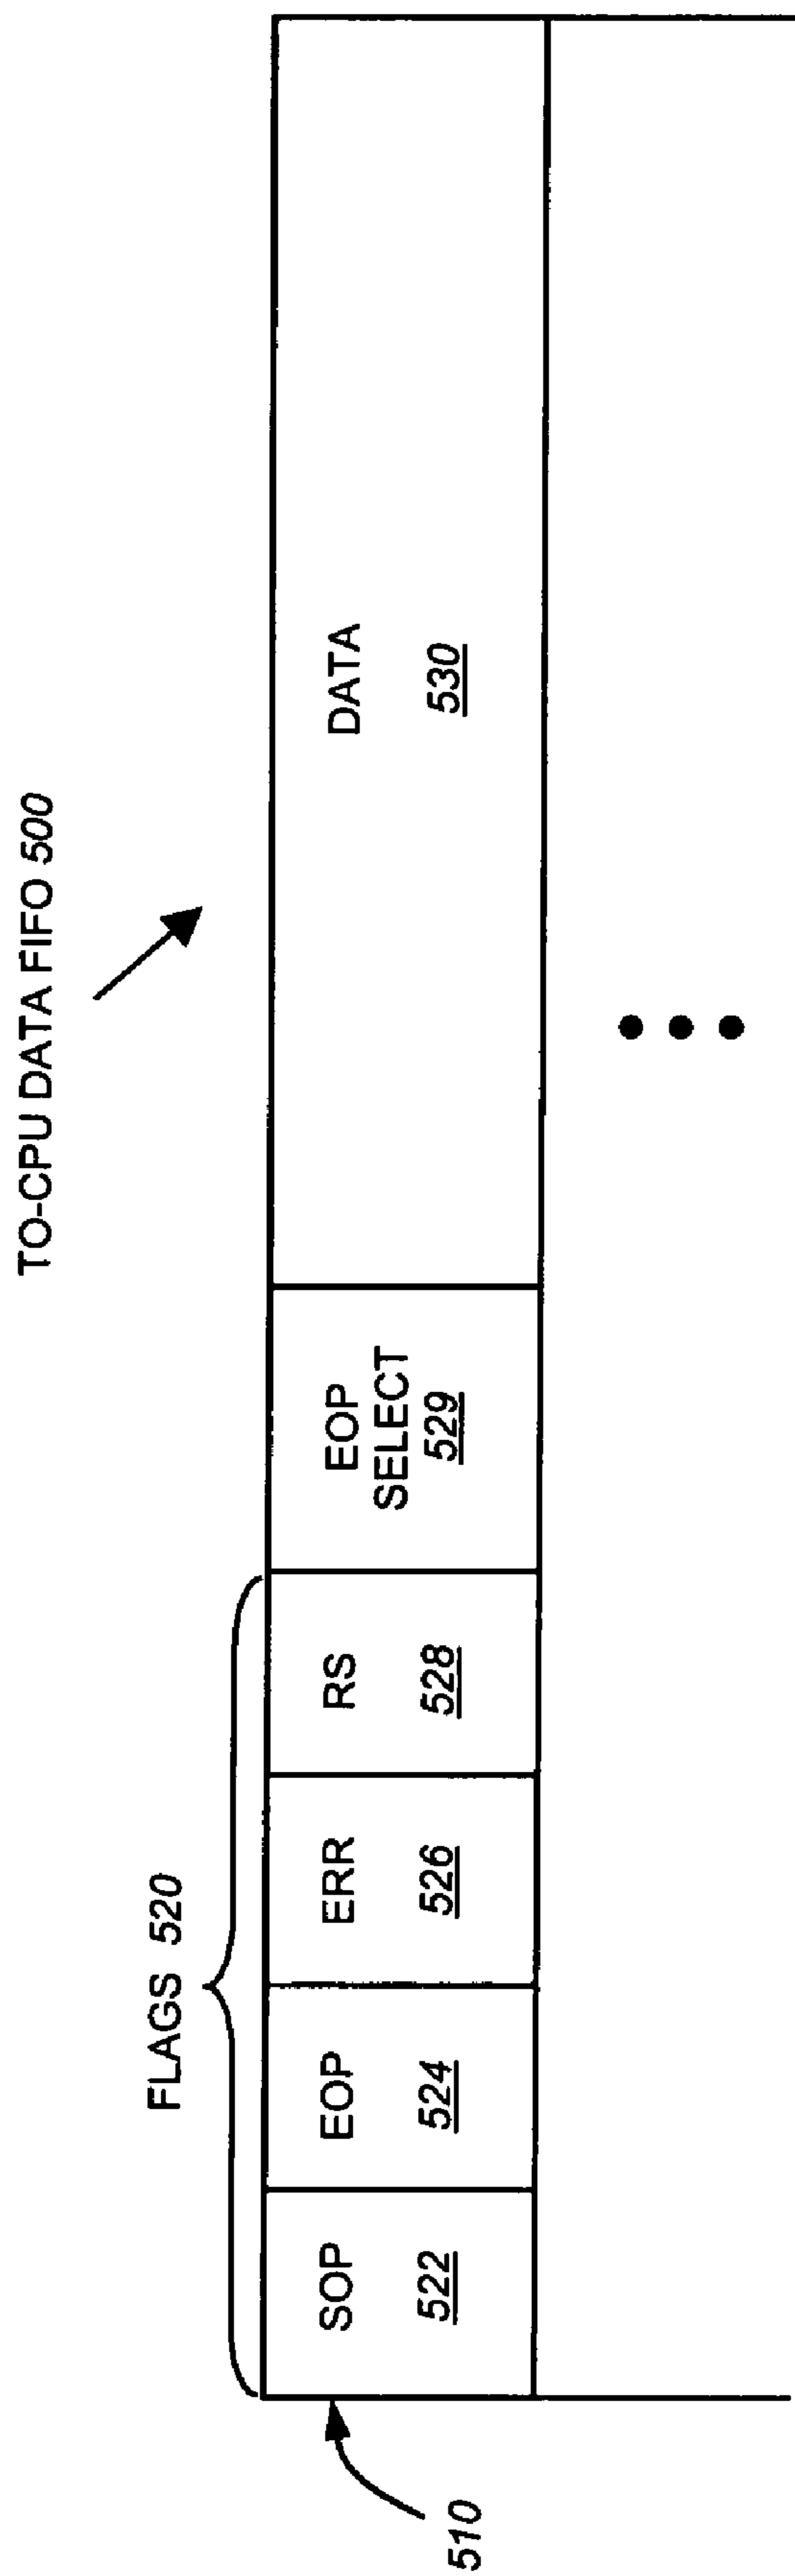 TO-CPU DATA FIFO 500
FLAGS 520
510
SOP
522
EOP
524
ERR
526
RS
528
EOP
SELECT
529
DATA
530